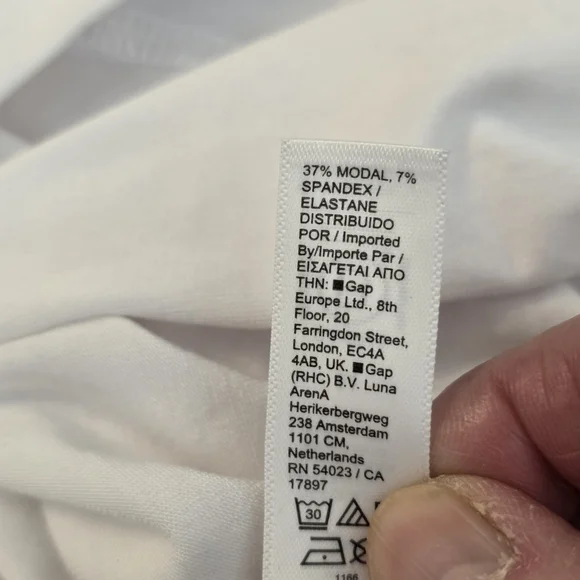 37% MODAL, 7%
SPANDEX /
ELASTANE
DISTRIBUIDO
POR / Imported
By/Importe Par /
ΕΙΣΑΓΕΤΑΙ ΑΠΟ
ΤΗΝ: ■Gap
Europe Ltd., 8th
Floor, 20
Farringdon Street,
London, EC4A
4AB, UK, ■Gap
(RHC) B.V. Luna
ArenA
Herikerbergweg
238 Amsterdam
1101 CM,
Netherlands
RN 54023 / CA
17897
30
1166